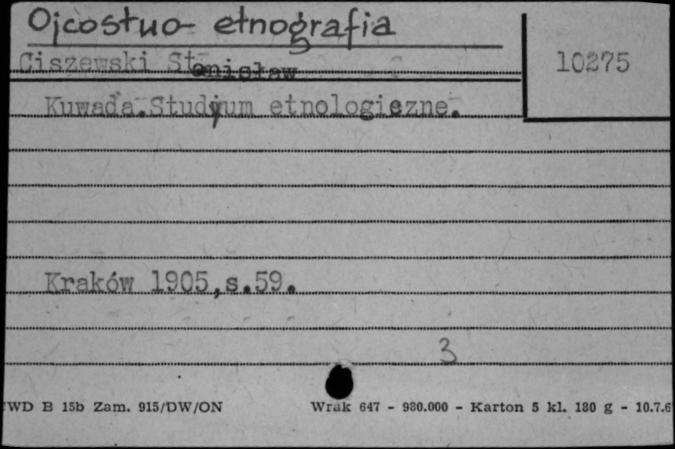 Ojcostwo - etnografia
Ciszewski Stanisław
10275
Kuwada.Studyum etnologiczne.
Kraków 1905,s.59.
3
WD B 15b Zam. 915/DW/ON
Wrak 647 - 980.000 - Karton 5 kl. 180 g - 10.7.6